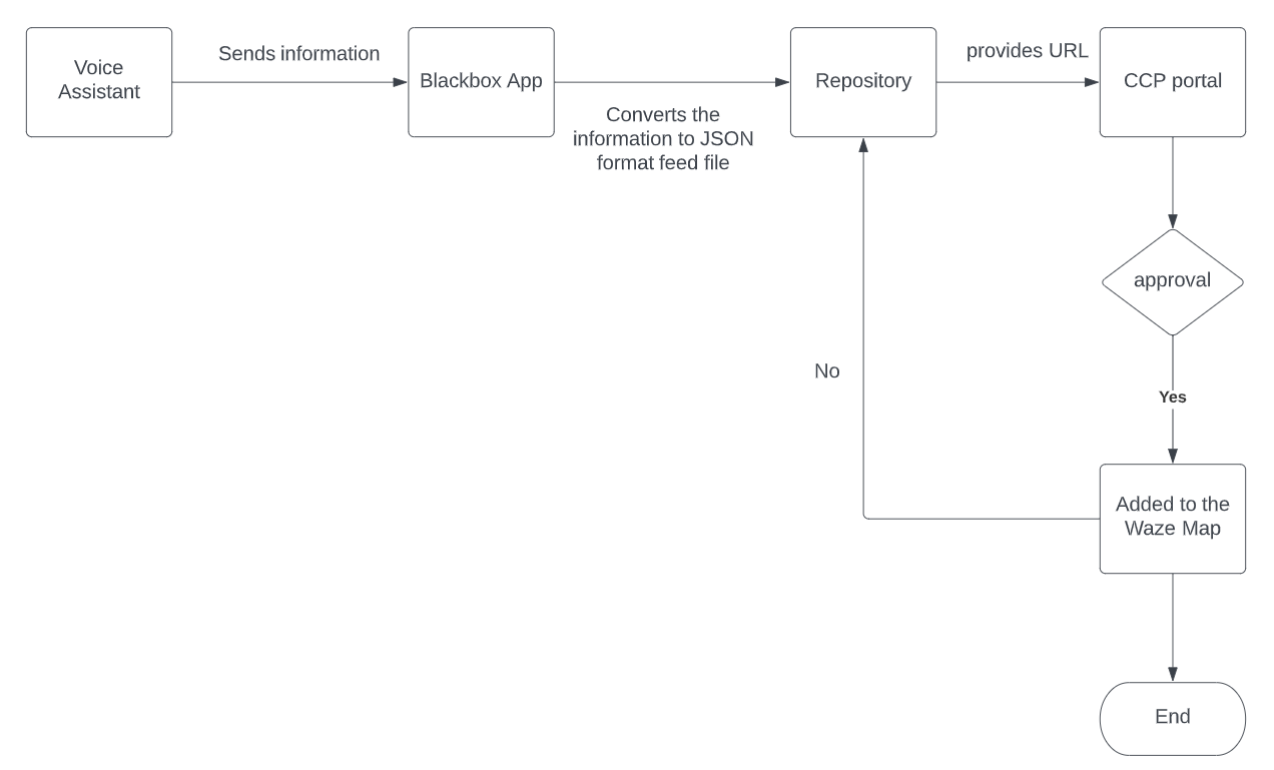 Voice
Assistant
Sends information
Blackbox App
Converts the
information to JSON
format feed file
Repository
provides URL
CCP portal
approval
No
Yes
Added to the
Waze Map
End